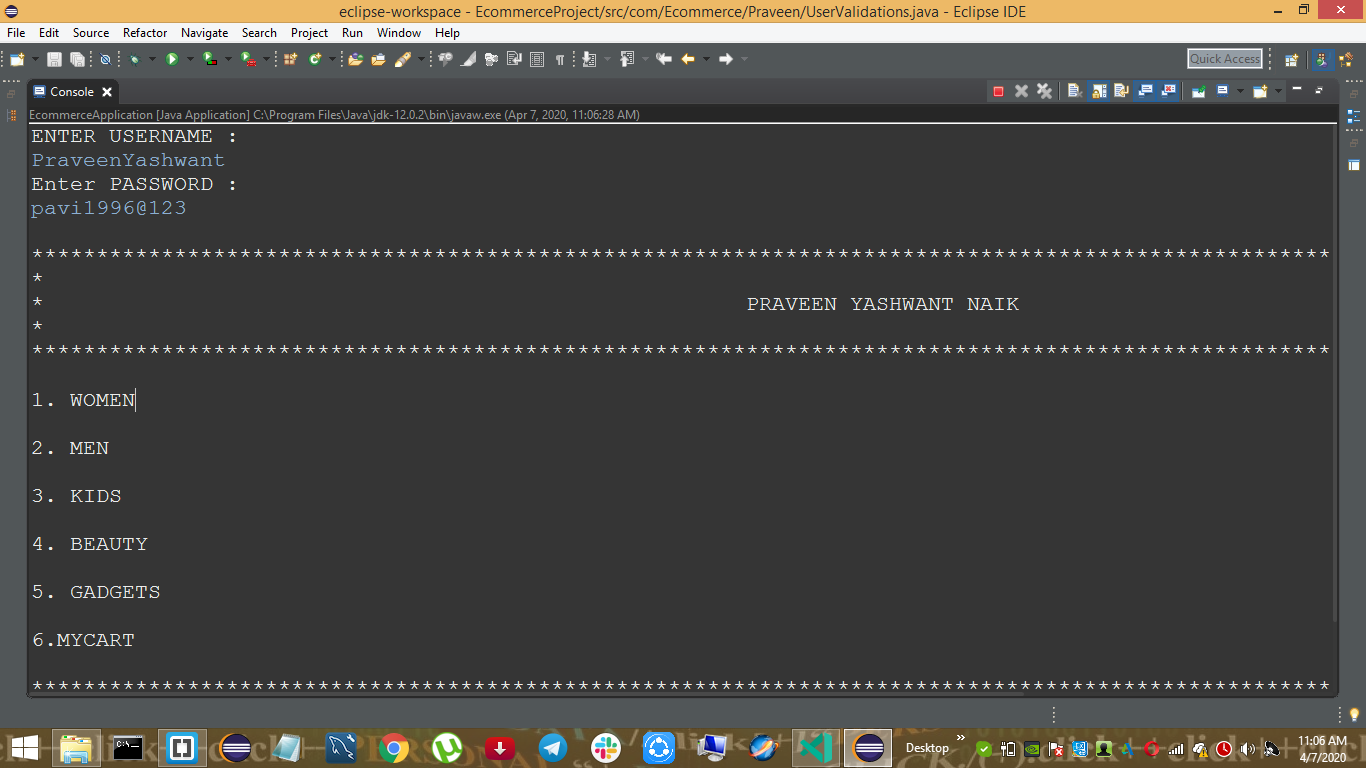 eclipse-workspace - EcommerceProject/src/com/Ecommerce/Praveen/UserValidations.java - Eclipse IDE
File Edit Source Refactor Navigate Search Project Run Window Help
Quick Access
Console
EcommerceApplication [Java Application] C:\Program Files\Java\jdk-12.0.2\bin\javaw.exe (Apr 7, 2020, 11:06:28 AM)
ENTER USERNAME :
PraveenYashwant
Enter PASSWORD :
pavi1996@123
****************************************************************************************************
*
* PRAVEEN YASHWANT NAIK
*
****************************************************************************************************
1. WOMEN
2. MEN
3. KIDS
4. BEAUTY
5. GADGETS
6.MYCART
****************************************************************************************************
Desktop
11:06 AM
4/7/2020